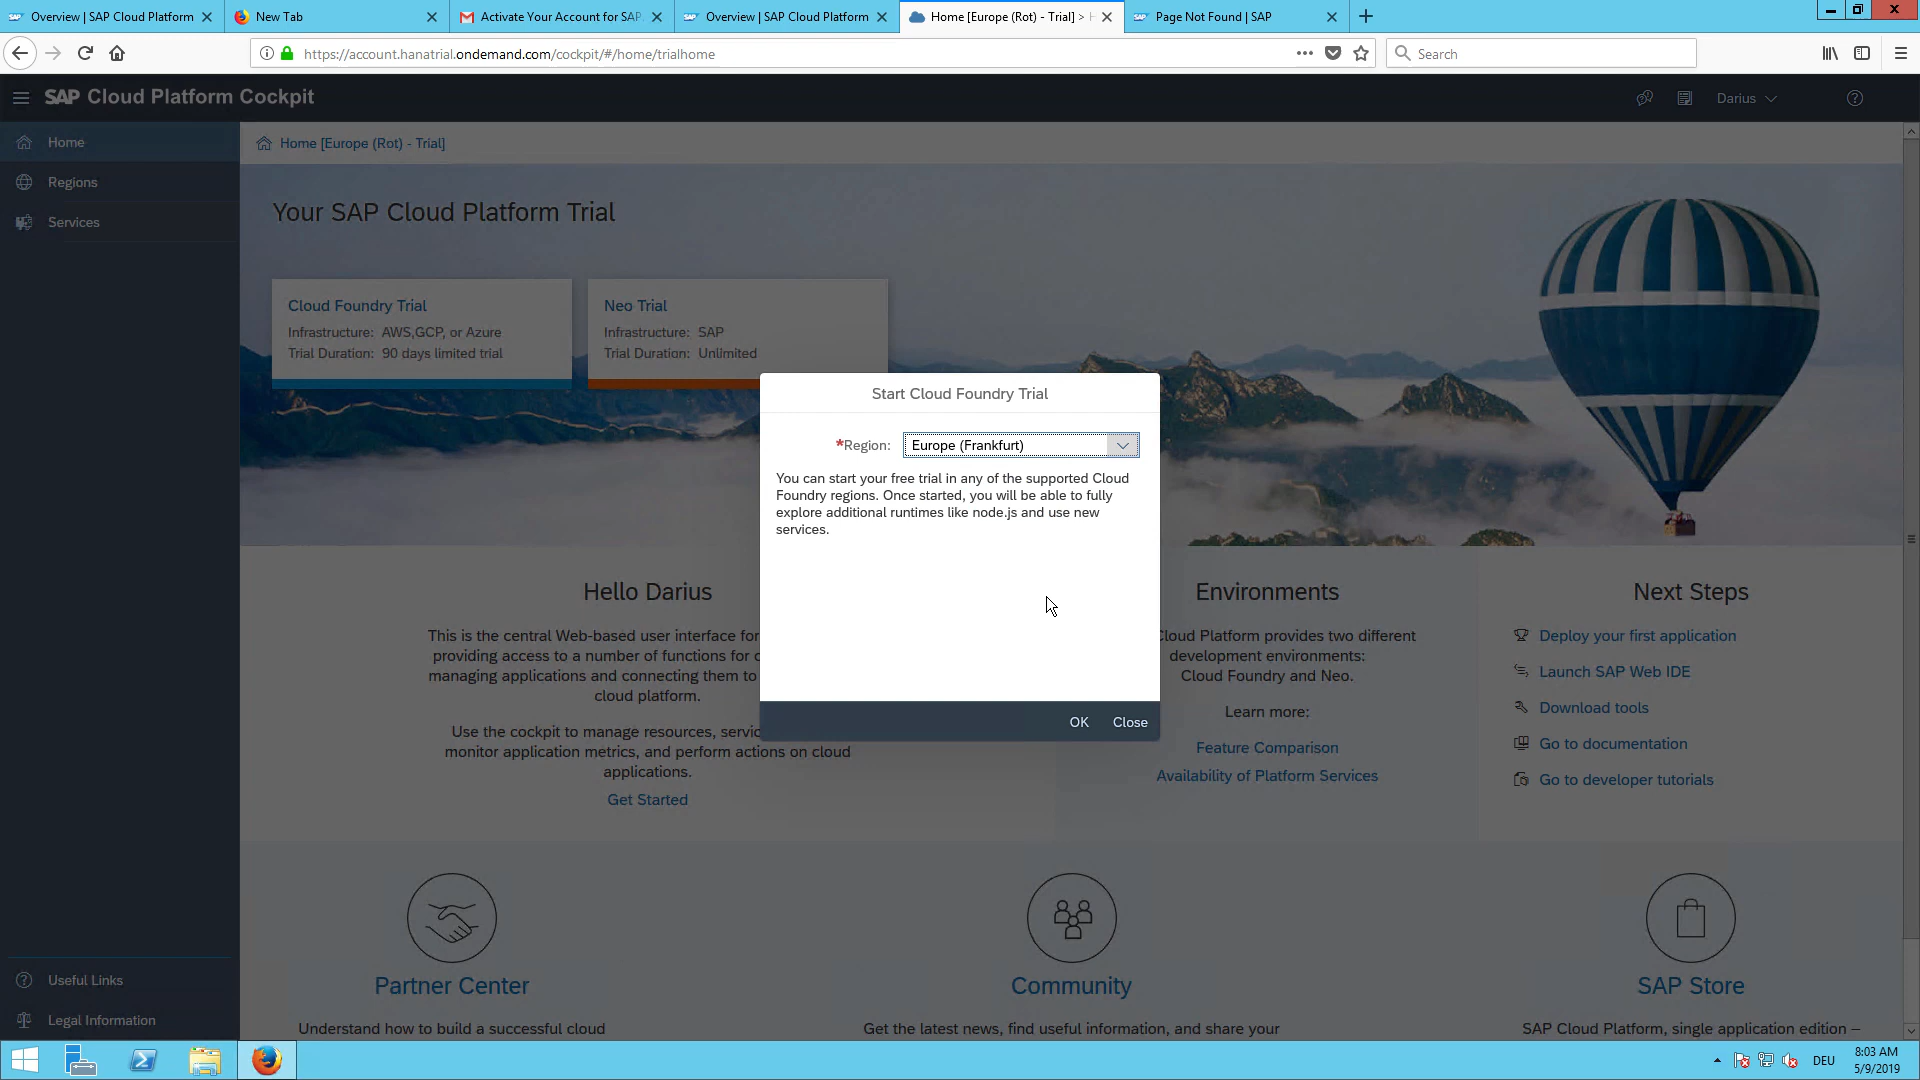 Overview | SAP Cloud Platform
New Tab
Activate Your Account for SAP
Overview | SAP Cloud Platform
Home [Europe (Rot) - Trial] >
Page Not Found | SAP
https://account.hanatrial.ondemand.com/cockpit/#/home/trialhome
Search
SAP Cloud Platform Cockpit
Darius
Home
Regions
Services
Home [Europe (Rot) - Trial]
Your SAP Cloud Platform Trial
Cloud Foundry Trial
Infrastructure: AWS,GCP, or Azure
Trial Duration: 90 days limited trial
Neo Trial
Infrastructure: SAP
Trial Duration: Unlimited
Start Cloud Foundry Trial
*Region:
Europe (Frankfurt)
You can start your free trial in any of the supported Cloud
Foundry regions. Once started, you will be able to fully
explore additional runtimes like node.js and use new
services.
OK
Close
Hello Darius
This is the central Web-based user interface for
providing access to a number of functions for
managing applications and connecting them to
cloud platform.
Use the cockpit to manage resources,
monitor application metrics, and perform actions on cloud
applications.
Get Started
Environments
Cloud Platform provides two different
development environments:
Cloud Foundry and Neo.
Learn more:
Feature Comparison
Availability of Platform Services
Next Steps
Deploy your first application
Launch SAP Web IDE
Download tools
Go to documentation
Go to developer tutorials
Partner Center
Understand how to build a successful cloud
Community
Get the latest news, find useful information, and share your
SAP Store
SAP Cloud Platform, single application edition –
Useful Links
Legal Information
DEU
8:03 AM
5/9/2019